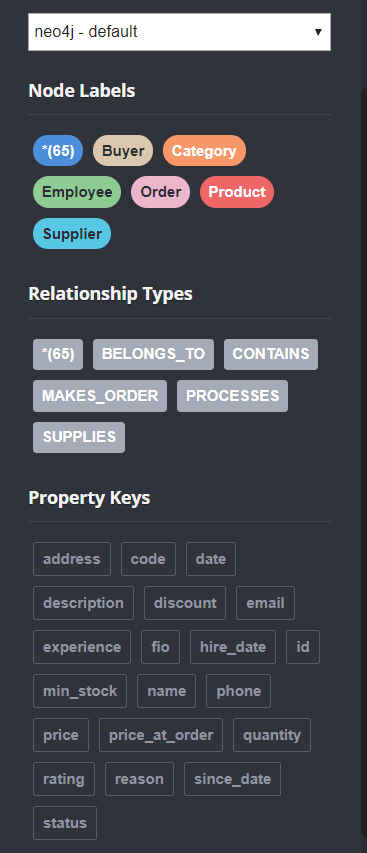 neo4j - default
Node Labels
*(65) Buyer Category
Employee Order Product
Supplier
Relationship Types
*(65) BELONGS_TO CONTAINS
MAKES_ORDER PROCESSES
SUPPLIES
Property Keys
address code date
description discount email
experience fio hire_date id
min_stock name phone
price price_at_order quantity
rating reason since_date
status